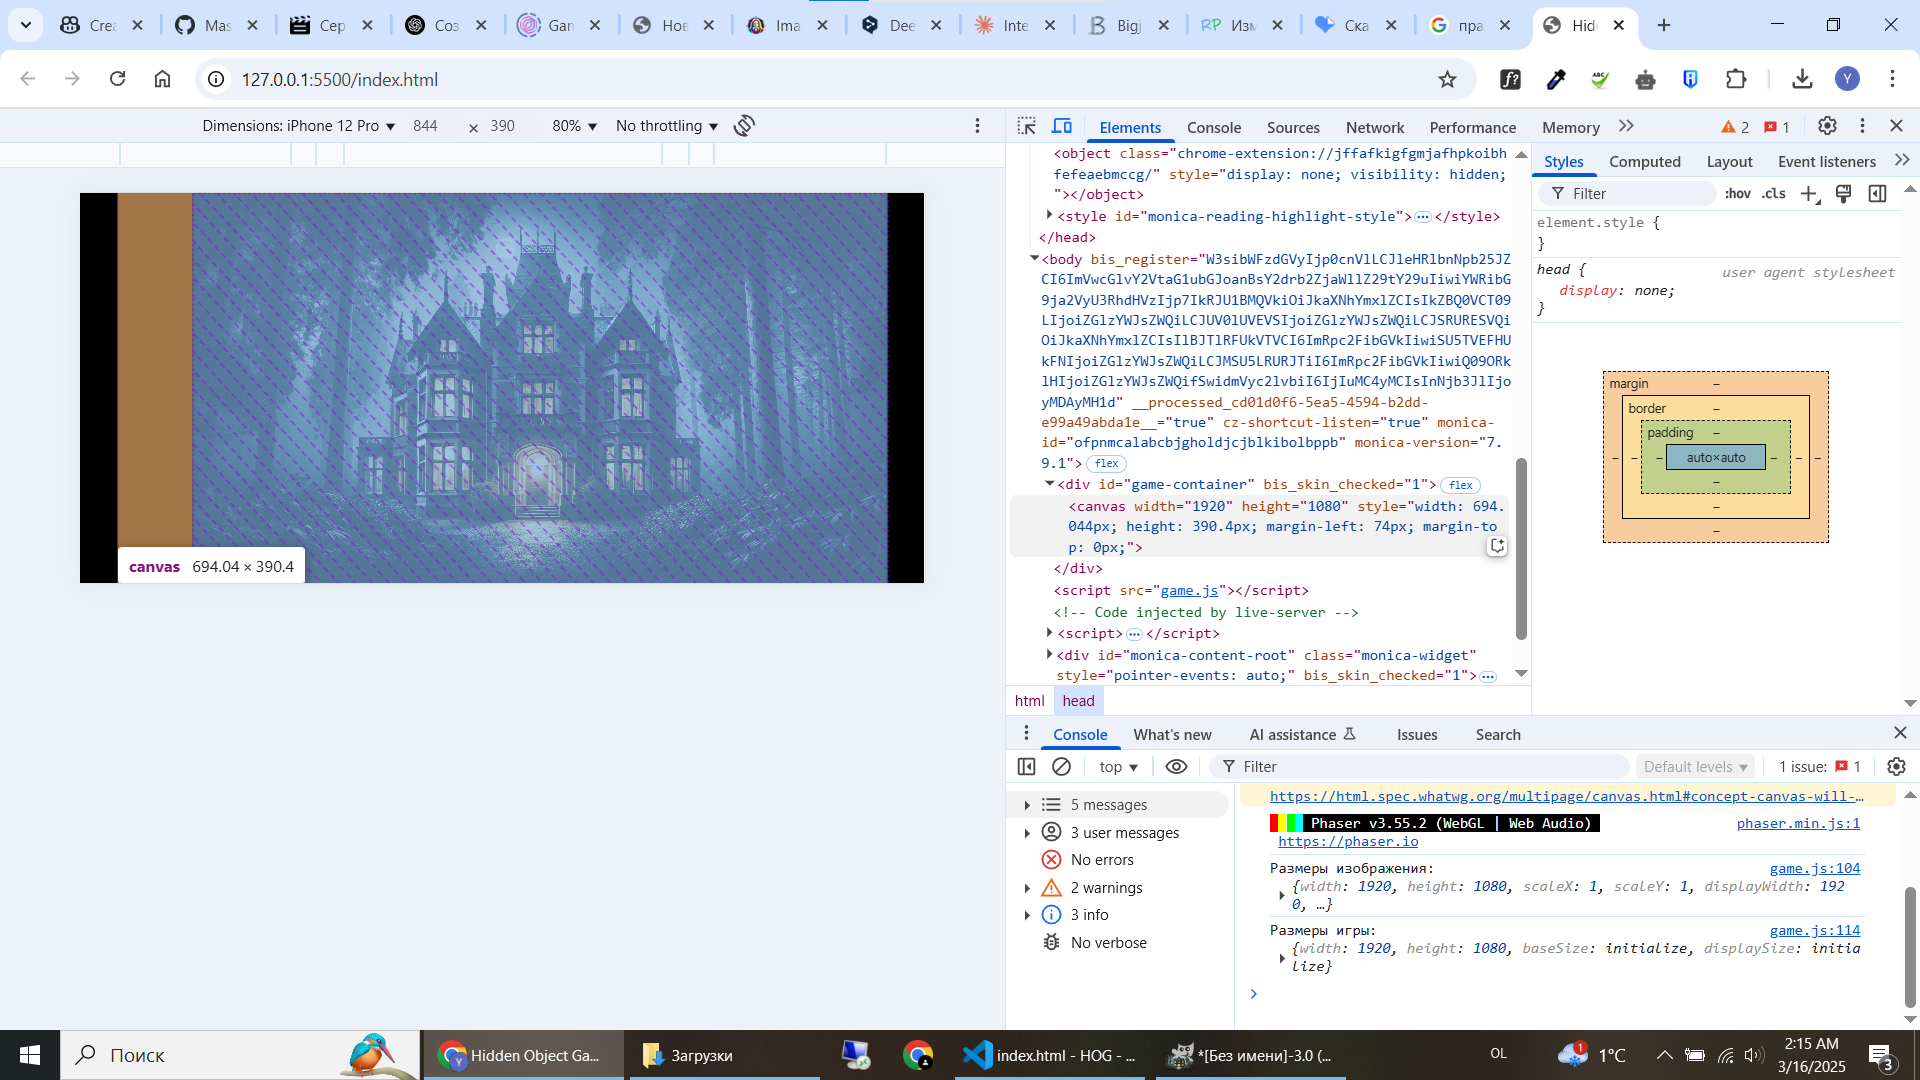 Crea
Mas
Сер
Соз
Gan
Нов
Ima
Dee
Inte
Bigj
Изм
Ска
пра
Hid
127.0.0.1:5500/index.html
Dimensions: iPhone 12 Pro 844 × 390 80% No throttling
Elements Console Sources Network Performance Memory 2 1
<object class="chrome-extension://jffafkigfgmjafhpkoibh
fefeaebmccg/" style="display: none; visibility: hidden;
"></object>
<style id="monica-reading-highlight-style"> </style>
</head>
<body bis_register="W3sibWFzdGVyIjp0cnVlLCJleHRlbnNpb25JZ
CI6ImVwcGlvY2VtaG1ubGJoanBsY2drb2ZjaWllZ29tY29uIiwiYWRibG
9ja2VyU3RhdHVzIjp7IkRJU1BMQVkiOiJkaXNhYmxlZCIsIkZBQ0VCT09
LIjoiZGlzYWJsZWQiLCJUV0lUVEVSIjoiZGlzYWJsZWQiLCJSRURESVQi
OiJkaXNhYmxlZCIsIlBJTlRFUkVTVCI6ImRpc2FibGVkIiwiSU5TVEFHU
kFNIjoiZGlzYWJsZWQiLCJMSU5LRURJTiI6ImRpc2FibGVkIiwiQ09ORk
lHIjoiZGlzYWJsZWQifSwidmVyc2lvbiI6IjIuMC4yMCIsInNjb3JlIjo
yMDAyMH1d" __processed_cd01d0f6-5ea5-4594-b2dd-
e99a49abda1e__="true" cz-shortcut-listen="true" monica-
id="ofpnmcalabcbjgholdjcjblkibolbppb" monica-version="7.
9.1"> flex
<div id="game-container" bis_skin_checked="1"> flex
<canvas width="1920" height="1080" style="width: 694.
044px; height: 390.4px; margin-left: 74px; margin-to
p: 0px;">
</div>
<script src="game.js"></script>
<!-- Code injected by live-server -->
<script> </script>
<div id="monica-content-root" class="monica-widget"
style="pointer-events: auto;" bis_skin_checked="1">
html head
canvas 694.04 × 390.4
Styles Computed Layout Event listeners
Filter :hov .cls
element.style {
}
head { user agent stylesheet
display: none;
}
margin –
border –
padding –
– – – auto×auto – – –
–
–
–
Console What's new AI assistance Issues Search
top Filter Default levels 1 issue: 1
5 messages
3 user messages
No errors
2 warnings
3 info
No verbose
https://html.spec.whatwg.org/multipage/canvas.html#concept-canvas-will-…
Phaser v3.55.2 (WebGL | Web Audio) phaser.min.js:1
https://phaser.io
Размеры изображения: game.js:104
{width: 1920, height: 1080, scaleX: 1, scaleY: 1, displayWidth: 192
0, …}
Размеры игры: game.js:114
{width: 1920, height: 1080, baseSize: initialize, displaySize: initia
lize}
Поиск
Hidden Object Ga...
Загрузки
index.html - HOG - ...
*[Без имени]-3.0 (...
OL
1
1°C
2:15 AM
3/16/2025
3